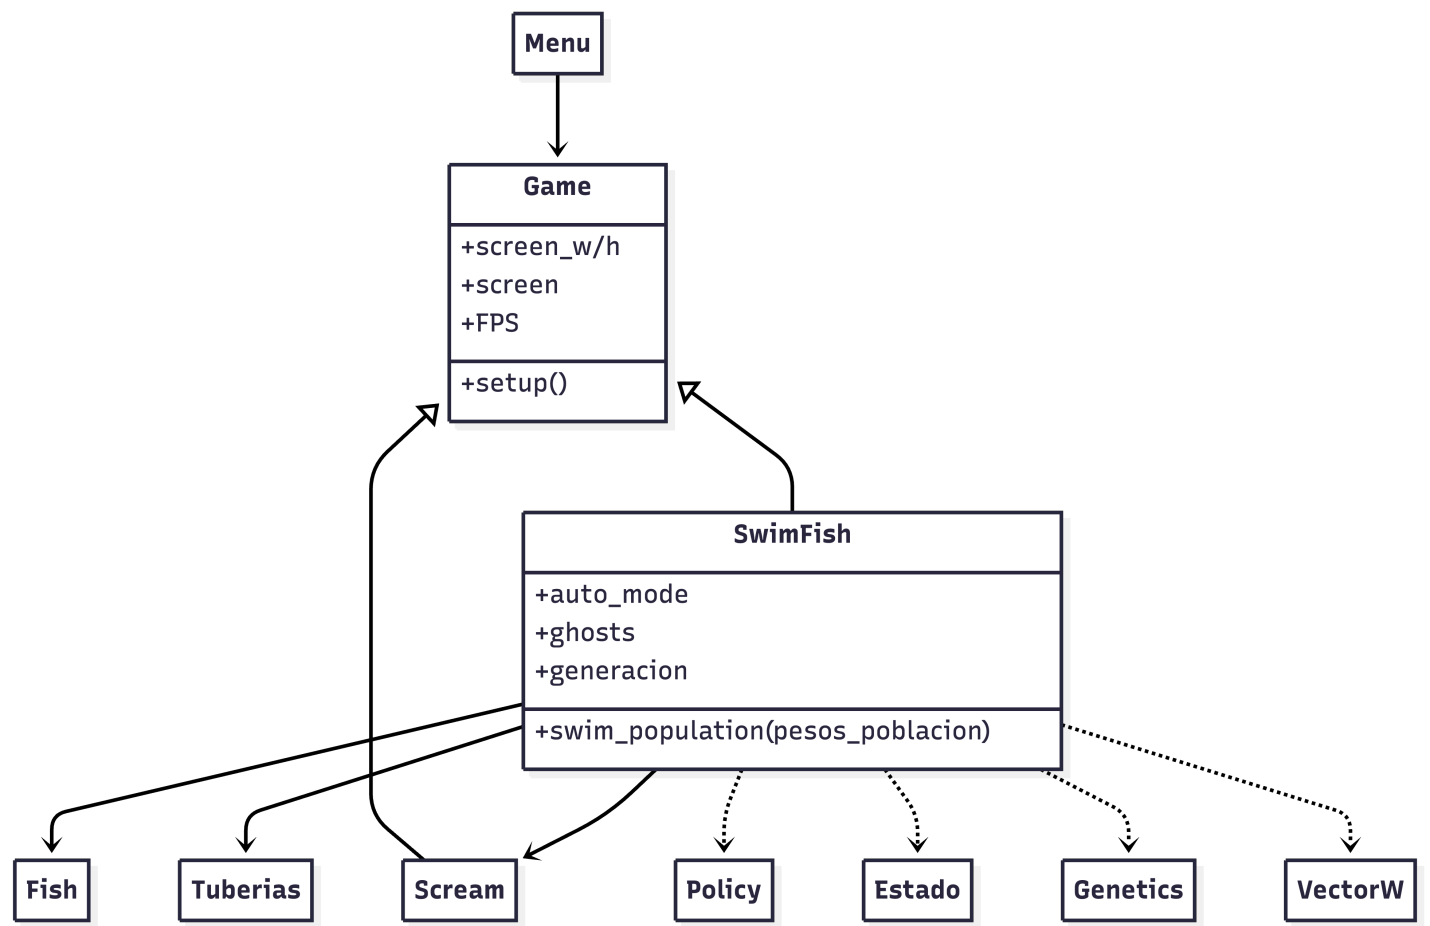 Menu
Game
+screen_w/h
+screen
+FPS
+setup()
SwimFish
+auto_mode
+ghosts
+generacion
+swim_population(pesos_poblacion)
Fish
Tuberias
Scream
Policy
Estado
Genetics
VectorW